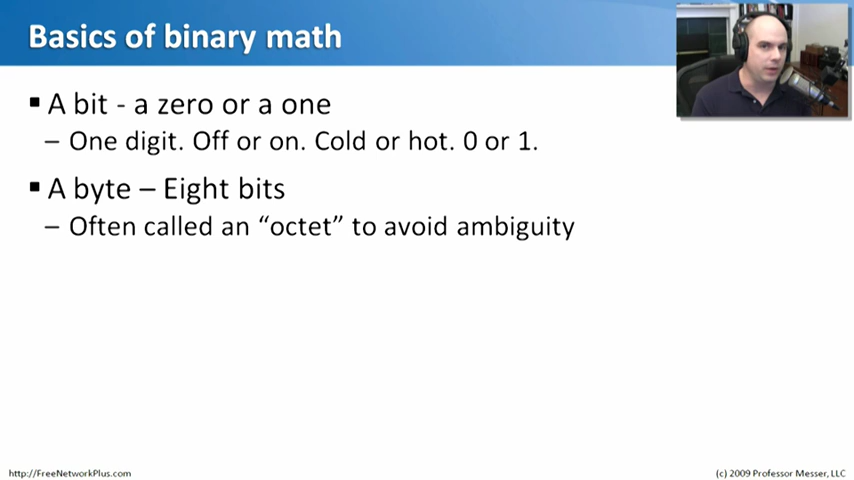 Basics of binary math
▪ A bit - a zero or a one
– One digit. Off or on. Cold or hot. 0 or 1.
▪ A byte – Eight bits
– Often called an “octet” to avoid ambiguity
http://FreeNetworkPlus.com
(c) 2009 Professor Messer, LLC